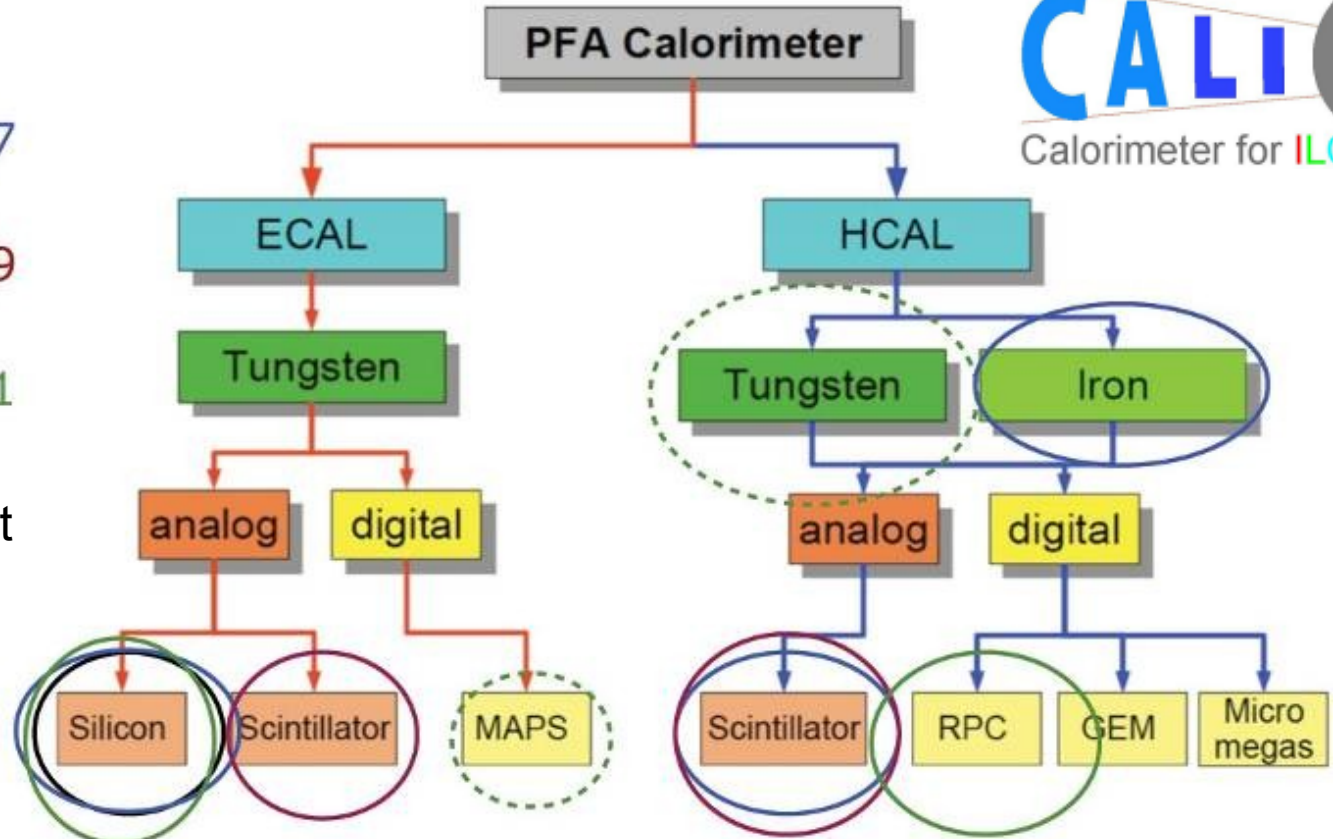 PFA Calorimeter
CALI
Calorimeter for IL
7
ECAL
HCAL
9
Tungsten
Tungsten
Iron
1
analog
digital
analog
digital
t
Silicon
Scintillator
MAPS
Scintillator
RPC
GEM
Micro
megas